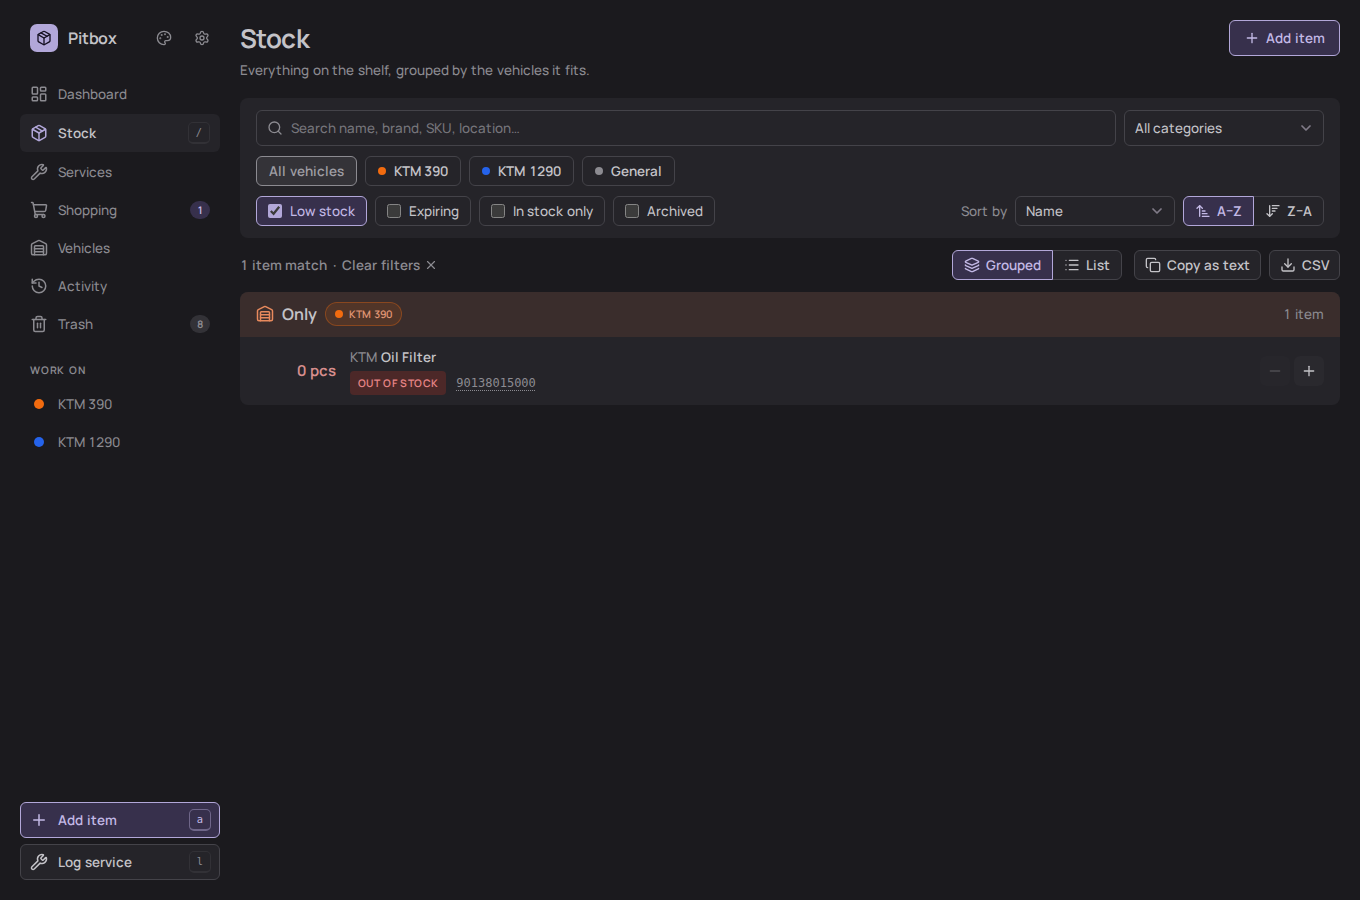 Pitbox
Dashboard
Stock /
Services
Shopping 1
Vehicles
Activity
Trash 8
WORK ON
KTM 390
KTM 1290
Add item a
Log service l
Stock
Add item
Everything on the shelf, grouped by the vehicles it fits.
Search name, brand, SKU, location…
All categories
All vehicles KTM 390 KTM 1290 General
Low stock Expiring In stock only Archived Sort by Name A–Z Z–A
1 item match · Clear filters Grouped List Copy as text CSV
Only KTM 390 1 item
0 pcs KTM Oil Filter
OUT OF STOCK 90138015000